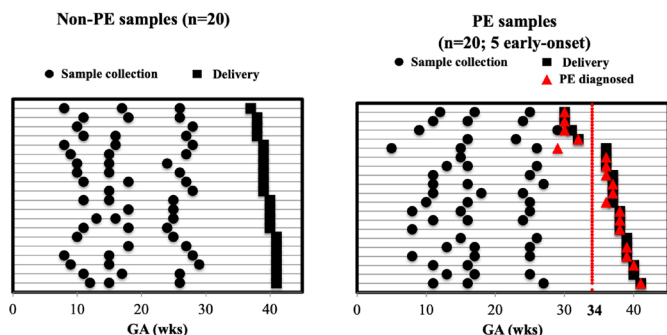 Non-PE samples (n=20)
Sample collection
Delivery
0
10
20
30
40
GA (wks)
PE samples
(n=20; 5 early-onset)
Sample collection
Delivery
PE diagnosed
0
10
20
30
34
40
GA (wks)